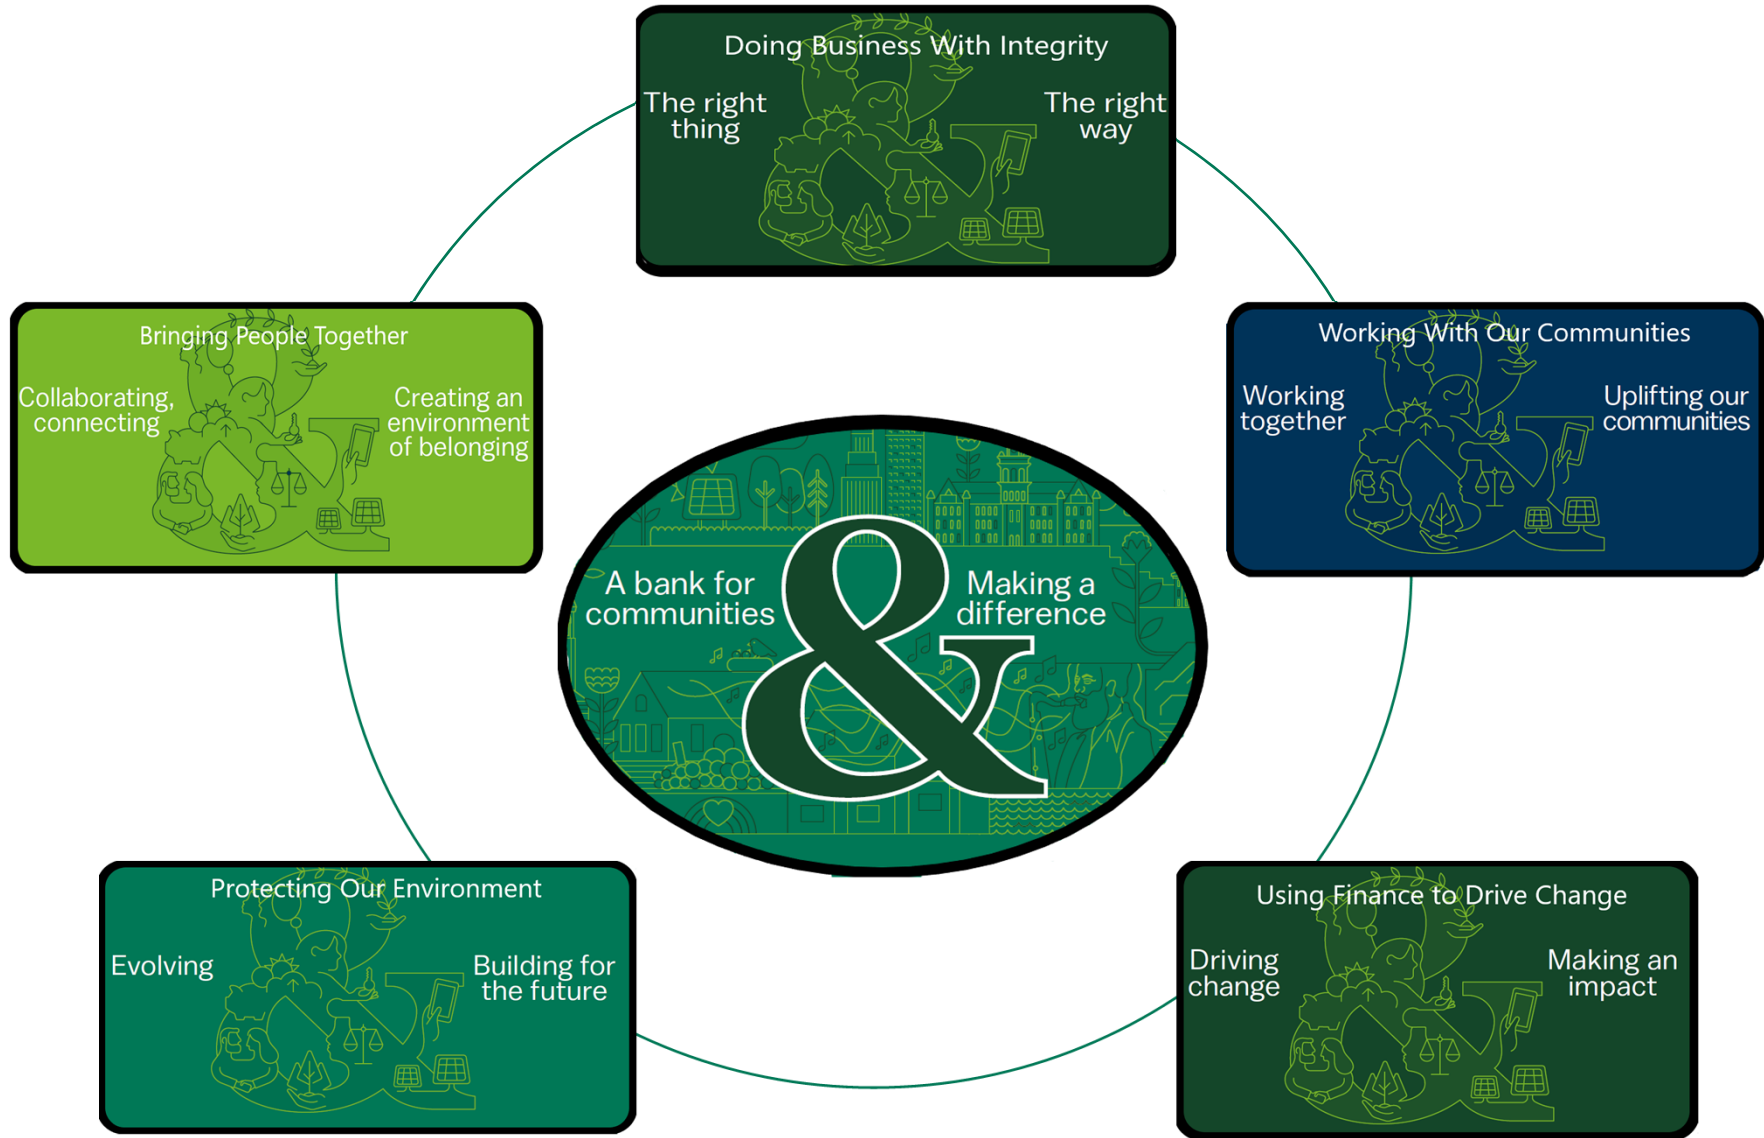 Doing Business With Integrity
The right
thing
The right
way
Bringing People Together
Collaborating,
connecting
Creating an
environment
of belonging
Working With Our Communities
Working
together
Uplifting our
communities
A bank for
communities
&
Making a
difference
Protecting Our Environment
Evolving
Building for
the future
Using Finance to Drive Change
Driving
change
Making an
impact